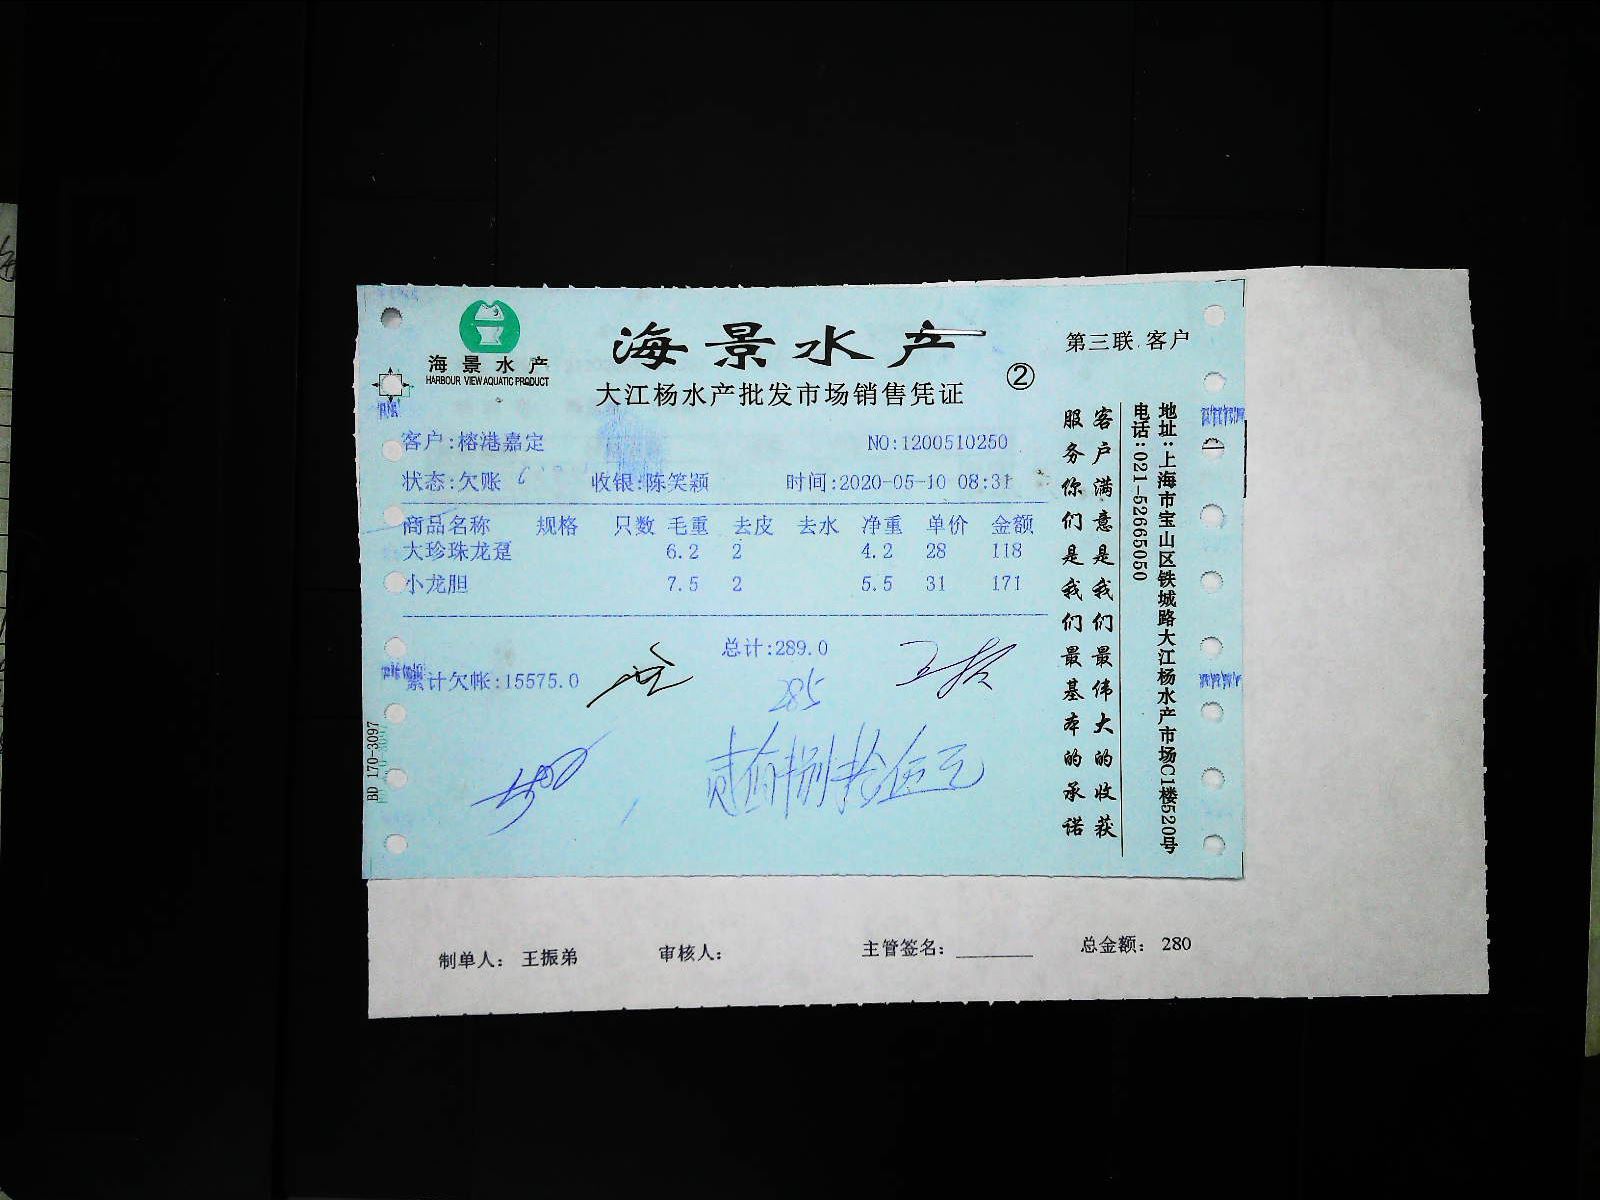 海景水产
HARBOUR VIEW AQUATIC PRODUCT
海景水产
大江杨水产批发市场销售凭证
②
第三联 客户
客户:榕港嘉定 NO:1200510250
状态:欠账 收银:陈笑颖 时间:2020-05-10 08:31
商品名称 规格 只数 毛重 去皮 去水 净重 单价 金额
大珍珠龙趸 6.2 2 4.2 28 118
小龙胆 7.5 2 5.5 31 171
总计:289.0
累计欠帐:15575.0
285
贰佰捌拾伍元
客户满意是我们最伟大的收获
服务你们是我们最基本的承诺
地址:上海市宝山区铁城路大江杨水产市场C1楼520号
电话:021-52665050
BD 170-3097
制单人: 王振弟 审核人: 主管签名: 总金额: 280